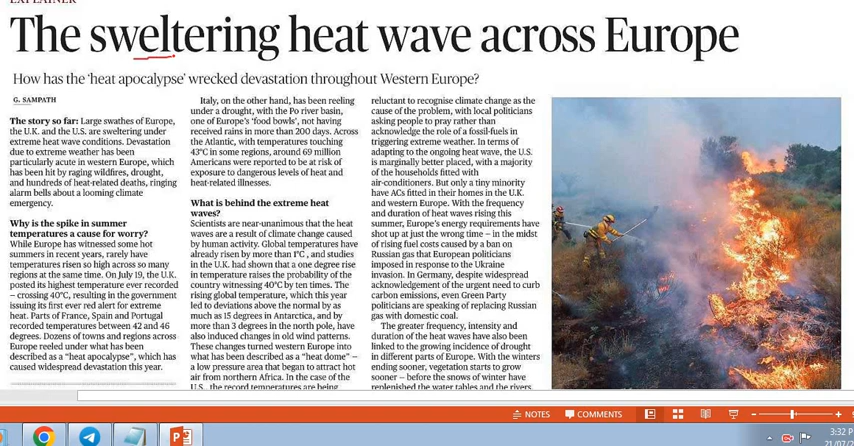 EXPLAINER
The sweltering heat wave across Europe
How has the ‘heat apocalypse’ wrecked devastation throughout Western Europe?
G. SAMPATH
The story so far: Large swathes of Europe,
the U.K. and the U.S. are sweltering under
extreme heat wave conditions. Devastation
due to extreme weather has been
particularly acute in western Europe, which
has been hit by raging wildfires, drought,
and hundreds of heat-related deaths, ringing
alarm bells about a looming climate
emergency.
Why is the spike in summer
temperatures a cause for worry?
While Europe has witnessed some hot
summers in recent years, rarely have
temperatures risen so high across so many
regions at the same time. On July 19, the U.K.
posted its highest temperature ever recorded
– crossing 40°C, resulting in the government
issuing its first ever red alert for extreme
heat. Parts of France, Spain and Portugal
recorded temperatures between 42 and 46
degrees. Dozens of towns and regions across
Europe reeled under what has been
described as a “heat apocalypse”, which has
caused widespread devastation this year.
Italy, on the other hand, has been reeling
under a drought, with the Po river basin,
one of Europe’s ‘food bowls’, not having
received rains in more than 200 days. Across
the Atlantic, with temperatures touching
43°C in some regions, around 69 million
Americans were reported to be at risk of
exposure to dangerous levels of heat and
heat-related illnesses.
What is behind the extreme heat
waves?
Scientists are near-unanimous that the heat
waves are a result of climate change caused
by human activity. Global temperatures have
already risen by more than 1°C , and studies
in the U.K. had shown that a one degree rise
in temperature raises the probability of the
country witnessing 40°C by ten times. The
rising global temperature, which this year
led to deviations above the normal by as
much as 15 degrees in Antarctica, and by
more than 3 degrees in the north pole, have
also induced changes in old wind patterns.
These changes turned western Europe into
what has been described as a “heat dome” –
a low pressure area that began to attract hot
air from northern Africa. In the case of the
U.S., the record temperatures are being
reluctant to recognise climate change as the
cause of the problem, with local politicians
asking people to pray rather than
acknowledge the role of a fossil-fuels in
triggering extreme weather. In terms of
adapting to the ongoing heat wave, the U.S.
is marginally better placed, with a majority
of the households fitted with
air-conditioners. But only a tiny minority
have ACs fitted in their homes in the U.K.
and western Europe. With the frequency
and duration of heat waves rising this
summer, Europe’s energy requirements have
shot up at just the wrong time – in the midst
of rising fuel costs caused by a ban on
Russian gas that European politicians
imposed in response to the Ukraine
invasion. In Germany, despite widespread
acknowledgement of the urgent need to curb
carbon emissions, even Green Party
politicians are speaking of replacing Russian
gas with domestic coal.
The greater frequency, intensity and
duration of the heat waves have also been
linked to the growing incidence of drought
in different parts of Europe. With the winters
ending sooner, vegetation starts to grow
sooner – before the snows of winter have
replenished the water tables and the rivers
NOTES
COMMENTS
3:32 P
21/07/2